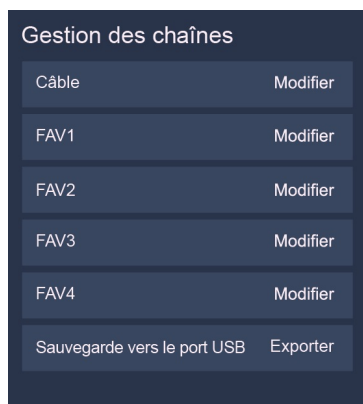 Gestion des chaînes
Câble Modifier
FAV1 Modifier
FAV2 Modifier
FAV3 Modifier
FAV4 Modifier
Sauvegarde vers le port USB Exporter